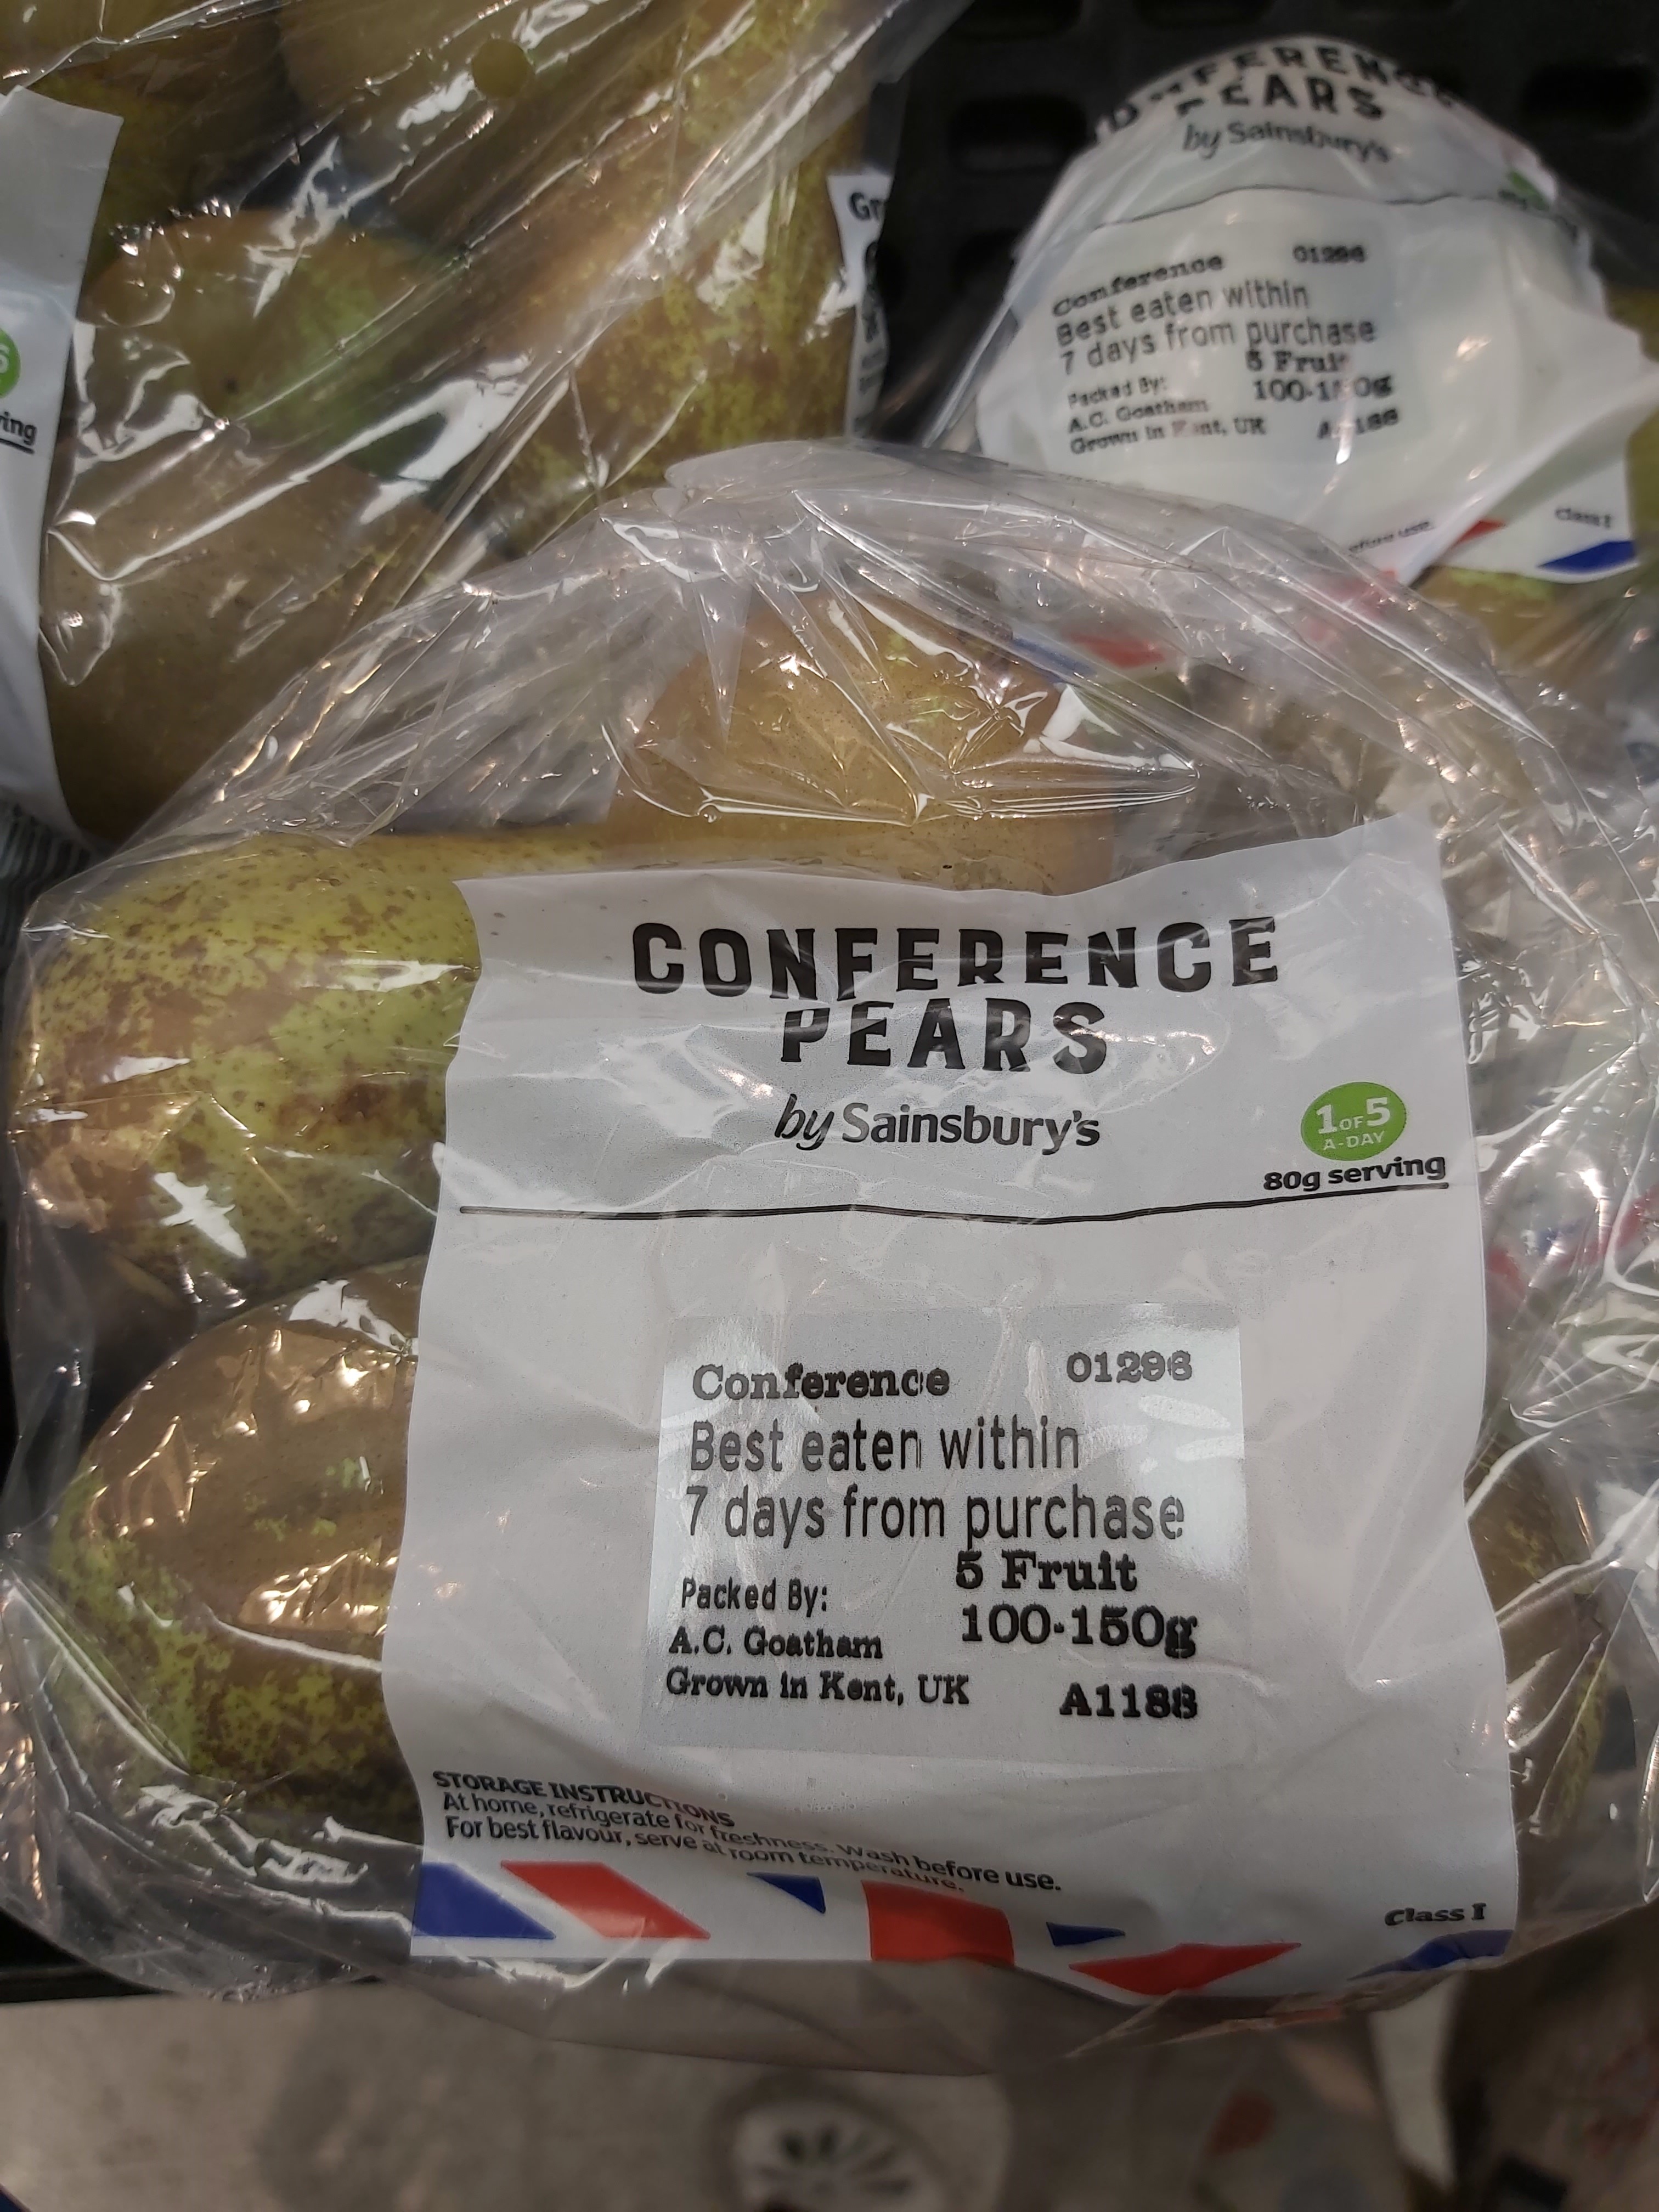 PEARS
by Sainsbury's
Conference 01296
Best eaten within
7 days from purchase
5 Fruit
Packed By:
A.C. Goatham
Grown in Kent, UK
before use
Class I
CONFERENCE
PEARS
by Sainsbury's
1 OF 5
A-DAY
80g serving
Conference 01296
Best eaten within
7 days from purchase
5 Fruit
Packed By: 100-150g
A.C. Goatham
Grown in Kent, UK A1188
STORAGE INSTRUCTIONS
At home, refrigerate for freshness. Wash before use.
For best flavour, serve at room temperature.
Class I